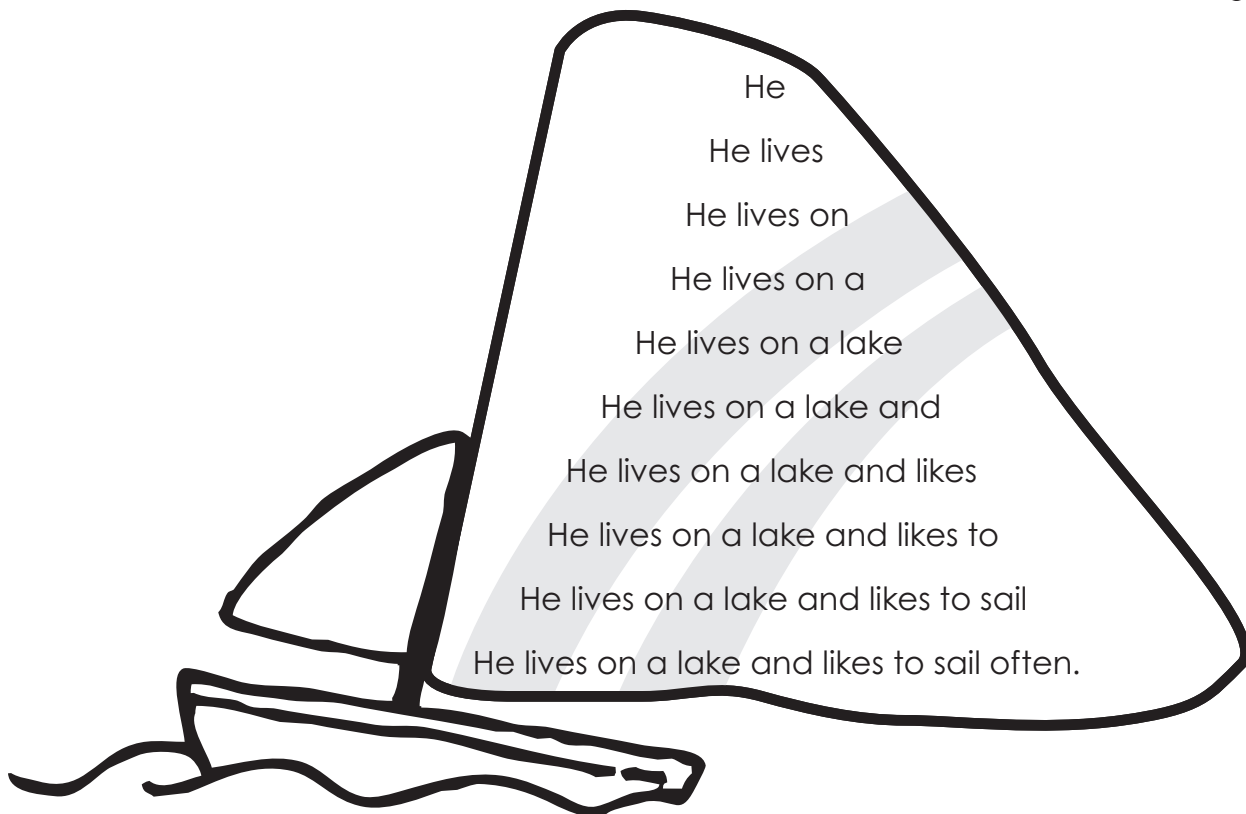 He
He lives
He lives on
He lives on a
He lives on a lake
He lives on a lake and
He lives on a lake and likes
He lives on a lake and likes to
He lives on a lake and likes to sail
He lives on a lake and likes to sail often.